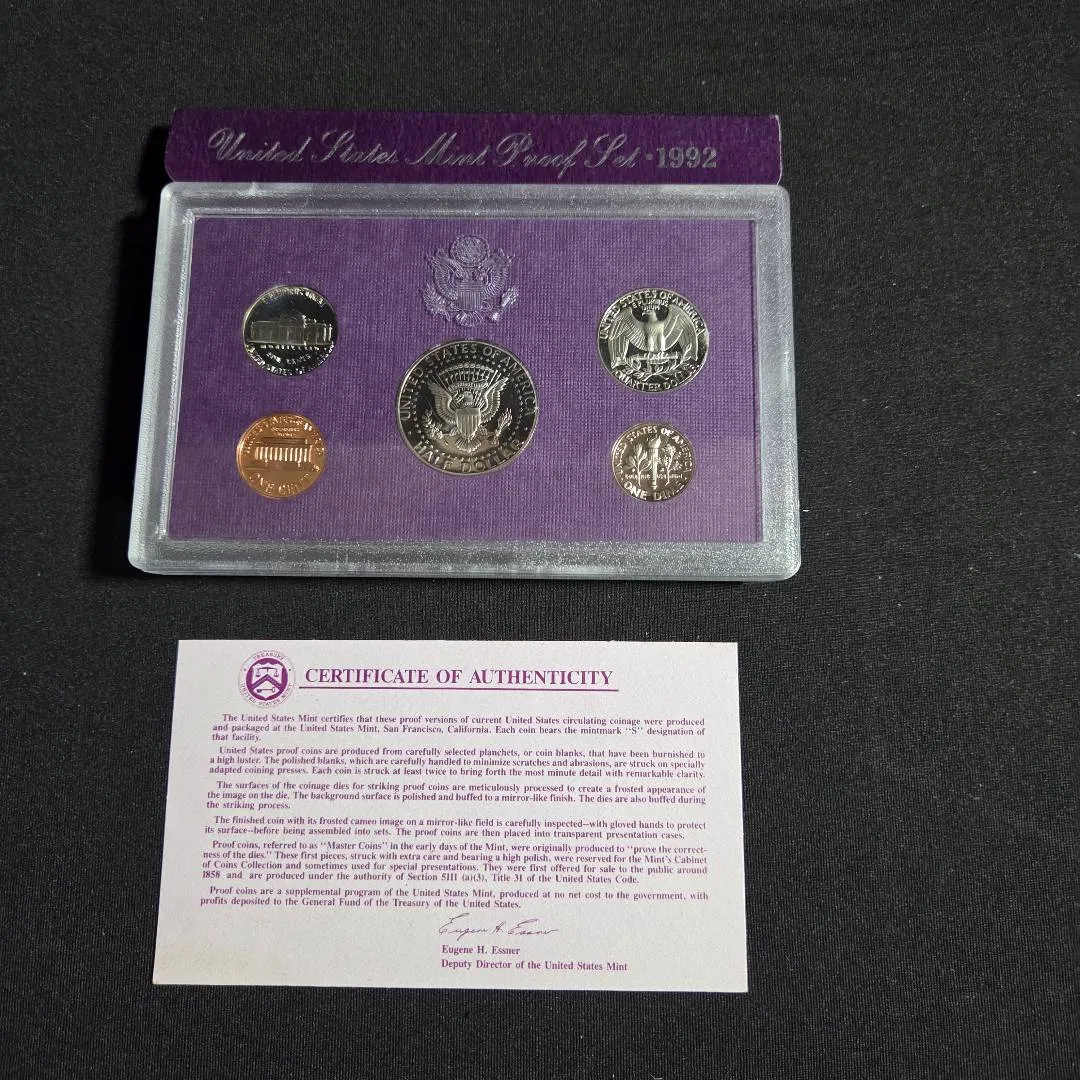 United States Mint Proof Set · 1992
UNITED STATES OF AMERICA
E PLURIBUS
UNUM
QUARTER DOLLAR
UNITED STATES OF AMERICA
HALF DOLLAR
MONTICELLO
FIVE CENTS
ONE CENT
UNITED STATES OF AMERICA
ONE DIME
TREASURY
UNITED STATES MINT
CERTIFICATE OF AUTHENTICITY
The United States Mint certifies that these proof versions of current United States circulating coinage were produced
and packaged at the United States Mint, San Francisco, California. Each coin bears the mintmark "S" designation of
that facility.
United States proof coins are produced from carefully selected planchets, or coin blanks, that have been burnished to
a high luster. The polished blanks, which are carefully handled to minimize scratches and abrasions, are struck on specially
adapted coining presses. Each coin is struck at least twice to bring forth the most minute detail with remarkable clarity.
The surfaces of the coinage dies for striking proof coins are meticulously processed to create a frosted appearance of
the image on the die. The background surface is polished and buffed to a mirror-like finish. The dies are also buffed during
the striking process.
The finished coin with its frosted cameo image on a mirror-like field is carefully inspected--with gloved hands to protect
its surface--before being assembled into sets. The proof coins are then placed into transparent presentation cases.
Proof coins, referred to as "Master Coins" in the early days of the Mint, were originally produced to "prove the correct-
ness of the dies." These first pieces, struck with extra care and bearing a high polish, were reserved for the Mint's Cabinet
of Coins Collection and sometimes used for special presentations. They were first offered for sale to the public around
1858 and are produced under the authority of Section 5111 (a)(3), Title 31 of the United States Code.
Proof coins are a supplemental program of the United States Mint, produced at no net cost to the government, with
profits deposited to the General Fund of the Treasury of the United States.
Eugene H. Essner
Eugene H. Essner
Deputy Director of the United States Mint